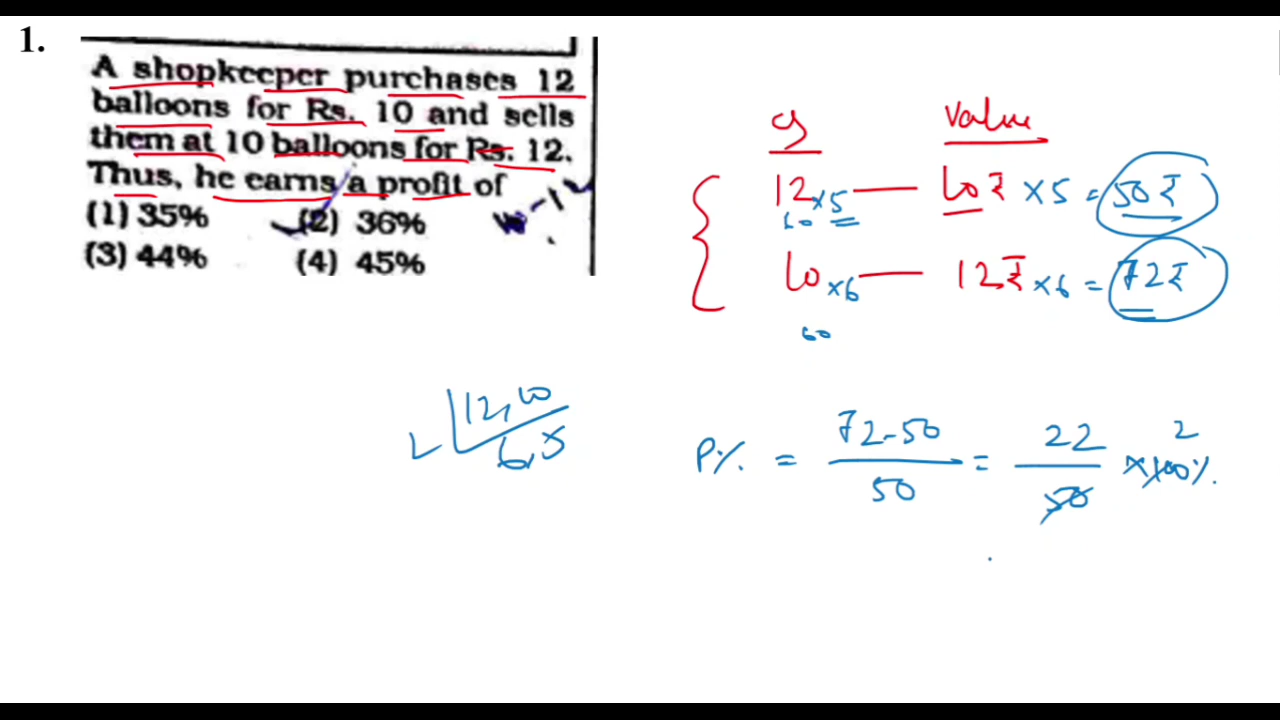 1.
A shopkeeper purchases 12
balloons for Rs. 10 and sells
them at 10 balloons for Rs. 12.
Thus, he earns a profit of
(1) 35% (2) 36%
(3) 44% (4) 45%
Value
12 ×5 — 10₹ ×5 = 50₹
60
10 ×6 — 12₹ ×6 = 72₹
60
2 12, 10
6, 5
P% = 72-50 / 50 = 22 / 50 × 100%
2